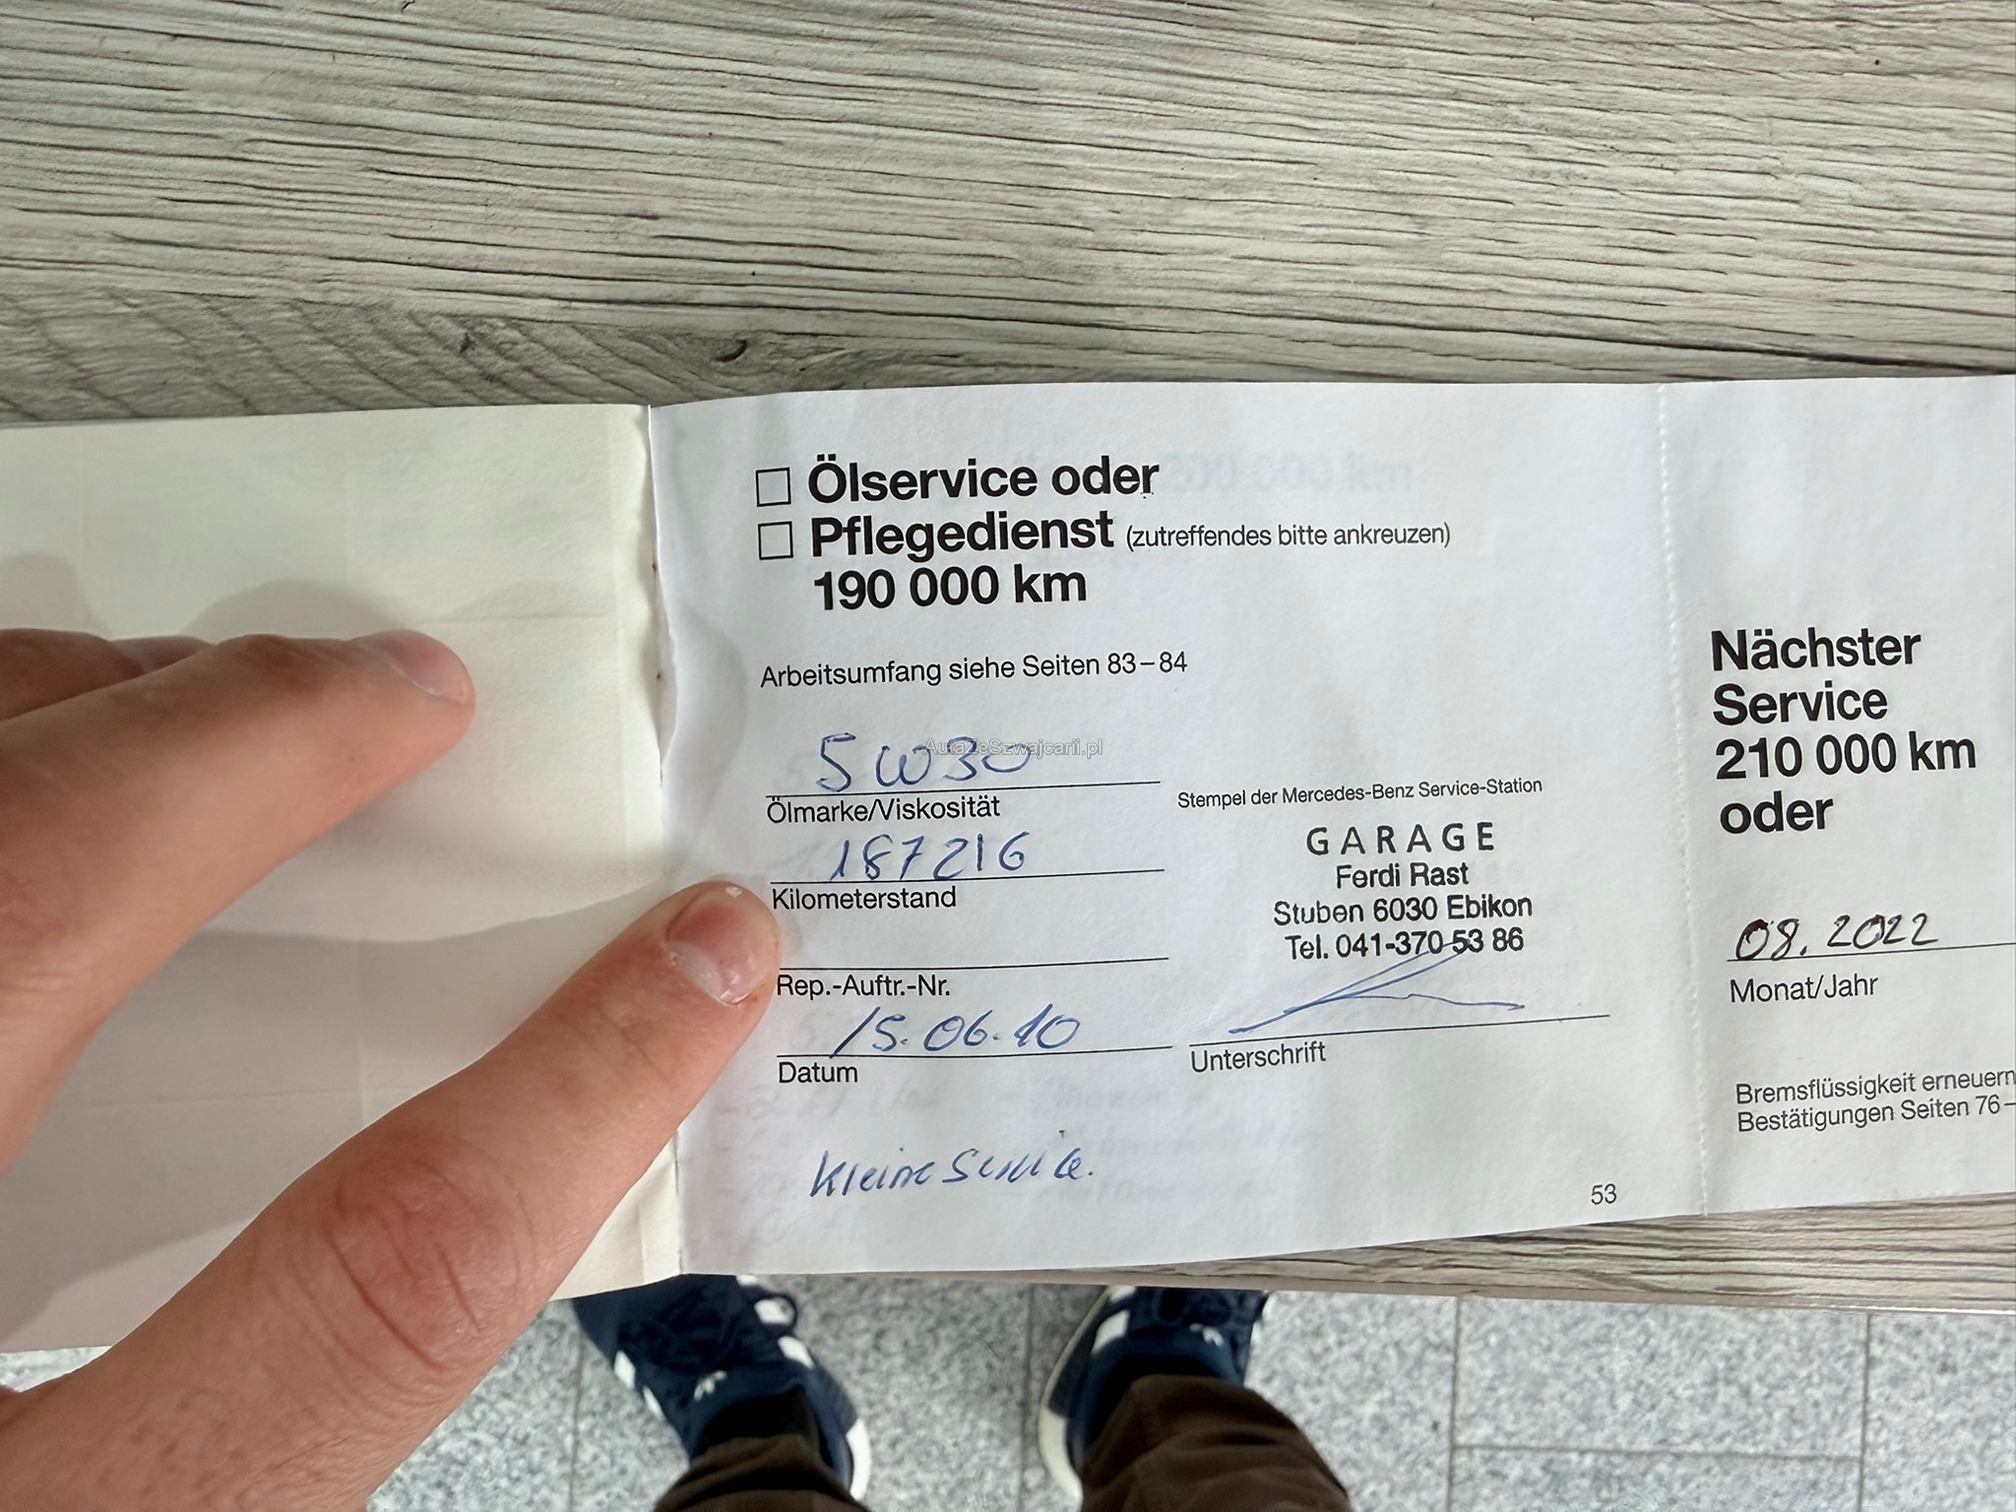 Ölservice oder
Pflegedienst (zutreffendes bitte ankreuzen)
190 000 km
Arbeitsumfang siehe Seiten 83–84
5W30
AutaZeSzwajcarii.pl
Ölmarke/Viskosität
187216
Kilometerstand
Rep.-Auftr.-Nr.
15.06.10
Datum
Kleine Service.
Stempel der Mercedes-Benz Service-Station
GARAGE
Ferdi Rast
Stuben 6030 Ebikon
Tel. 041-370 53 86
Unterschrift
53
Nächster
Service
210 000 km
oder
08.2022
Monat/Jahr
Bremsflüssigkeit erneuern
Bestätigungen Seiten 76–